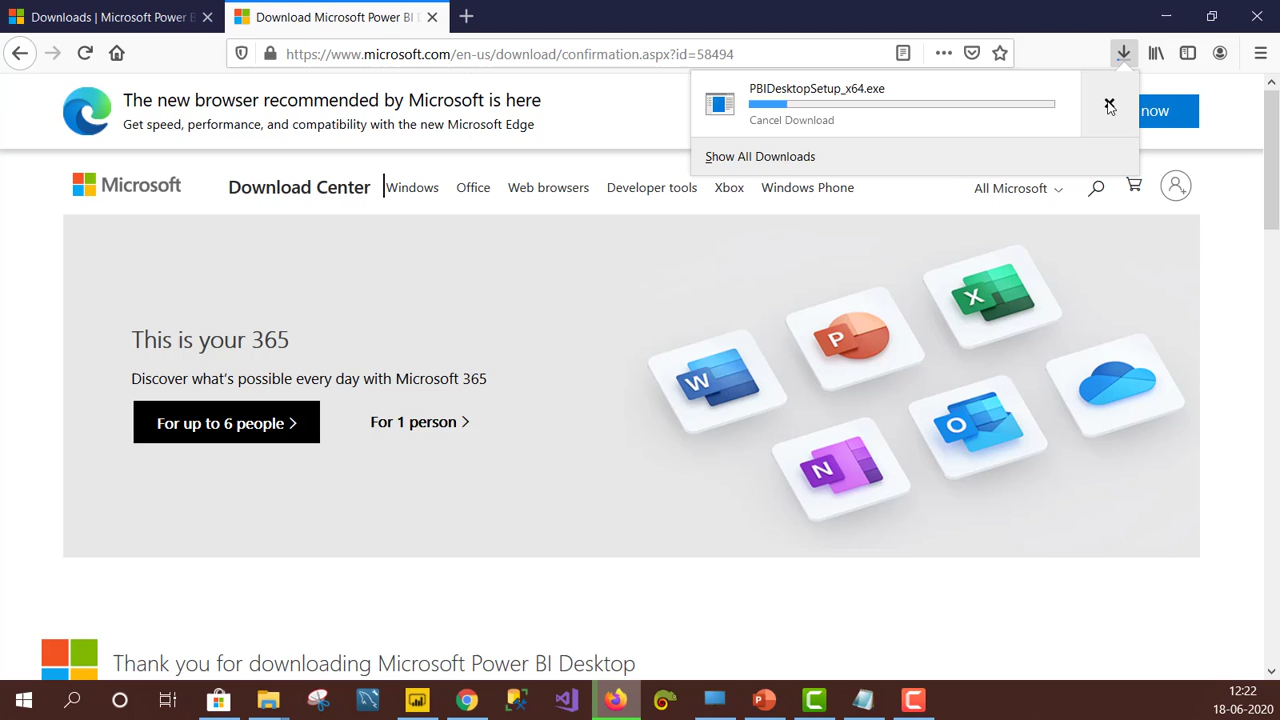 Downloads | Microsoft Power B
Download Microsoft Power BI D
https://www.microsoft.com/en-us/download/confirmation.aspx?id=58494
PBIDesktopSetup_x64.exe
Cancel Download
Show All Downloads
The new browser recommended by Microsoft is here
Get speed, performance, and compatibility with the new Microsoft Edge
now
Microsoft
Download Center
Windows
Office
Web browsers
Developer tools
Xbox
Windows Phone
All Microsoft
This is your 365
Discover what's possible every day with Microsoft 365
For up to 6 people >
For 1 person >
W
P
X
N
O
Thank you for downloading Microsoft Power BI Desktop
12:22
18-06-2020